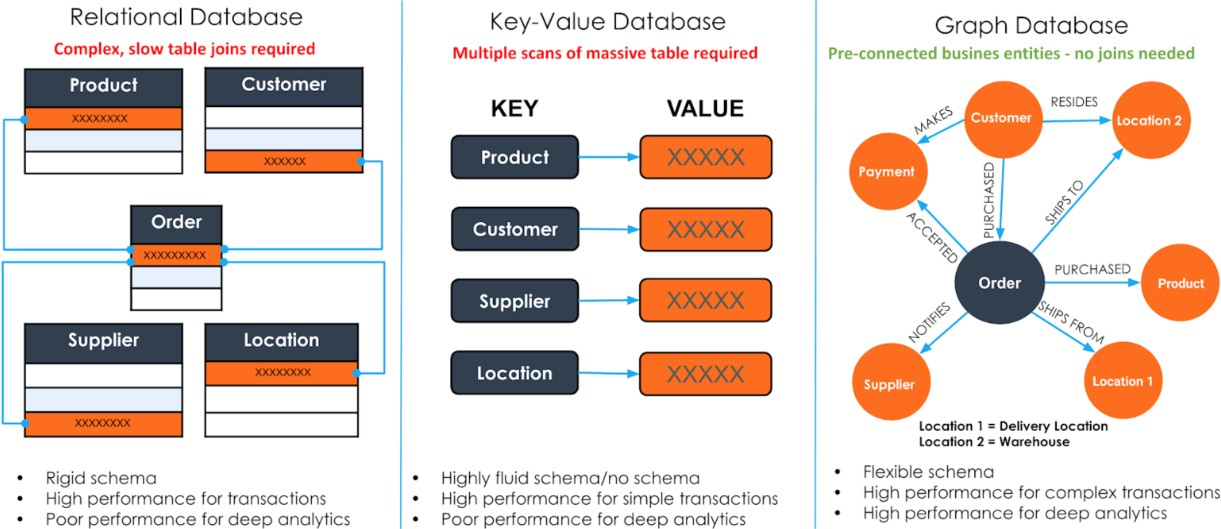 Relational Database
Complex, slow table joins required
Product
XXXXXXXX
Customer
XXXXXX
Order
XXXXXXXXX
Supplier
XXXXXXXX
Location
XXXXXXXX
• Rigid schema
• High performance for transactions
• Poor performance for deep analytics
Key-Value Database
Multiple scans of massive table required
KEY VALUE
Product XXXXX
Customer XXXXX
Supplier XXXXX
Location XXXXX
• Highly fluid schema/no schema
• High performance for simple transactions
• Poor performance for deep analytics
Graph Database
Pre-connected busines entities - no joins needed
Customer
RESIDES
Location 2
MAKES
Payment
PURCHASED
SHIPS TO
ACCEPTED
Order
PURCHASED
Product
NOTIFIES
SHIPS FROM
Supplier
Location 1
Location 1 = Delivery Location
Location 2 = Warehouse
• Flexible schema
• High performance for complex transactions
• High performance for deep analytics